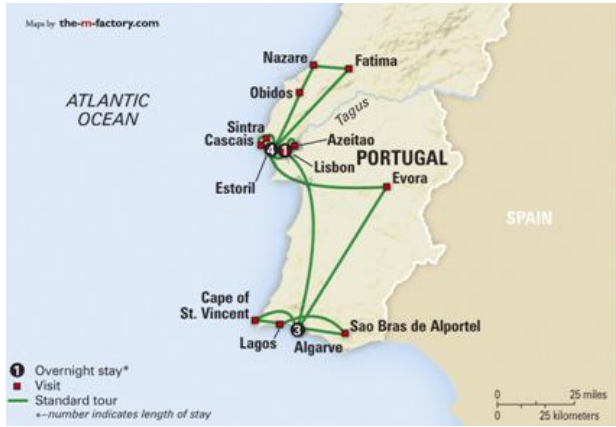 Maps by the-m-factory.com
Nazare
Fatima
Obidos
Tagus
ATLANTIC
OCEAN
Sintra
Cascais
4
1
Azeitao
Lisbon
PORTUGAL
Estoril
Evora
SPAIN
Cape of
St. Vincent
Lagos
3
Algarve
Sao Bras de Alportel
1 Overnight stay*
Visit
Standard tour
*–number indicates length of stay
0 25 miles
0 25 kilometers